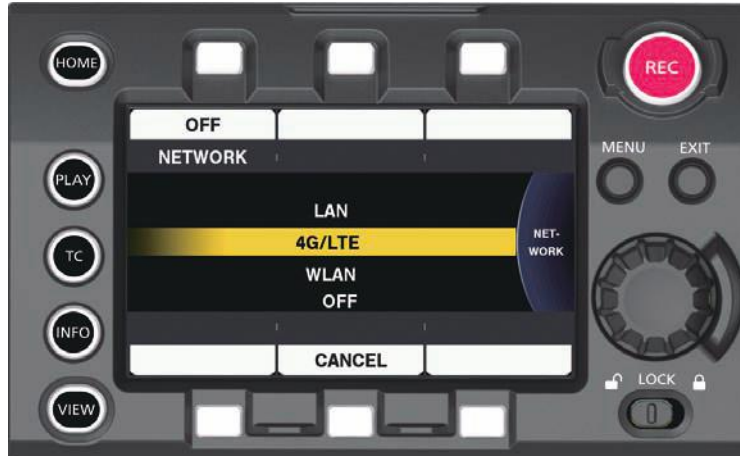 HOME
REC
OFF
NETWORK
MENU EXIT
PLAY
LAN
4G/LTE
NET-
WORK
TC
WLAN
OFF
INFO
CANCEL
LOCK
VIEW